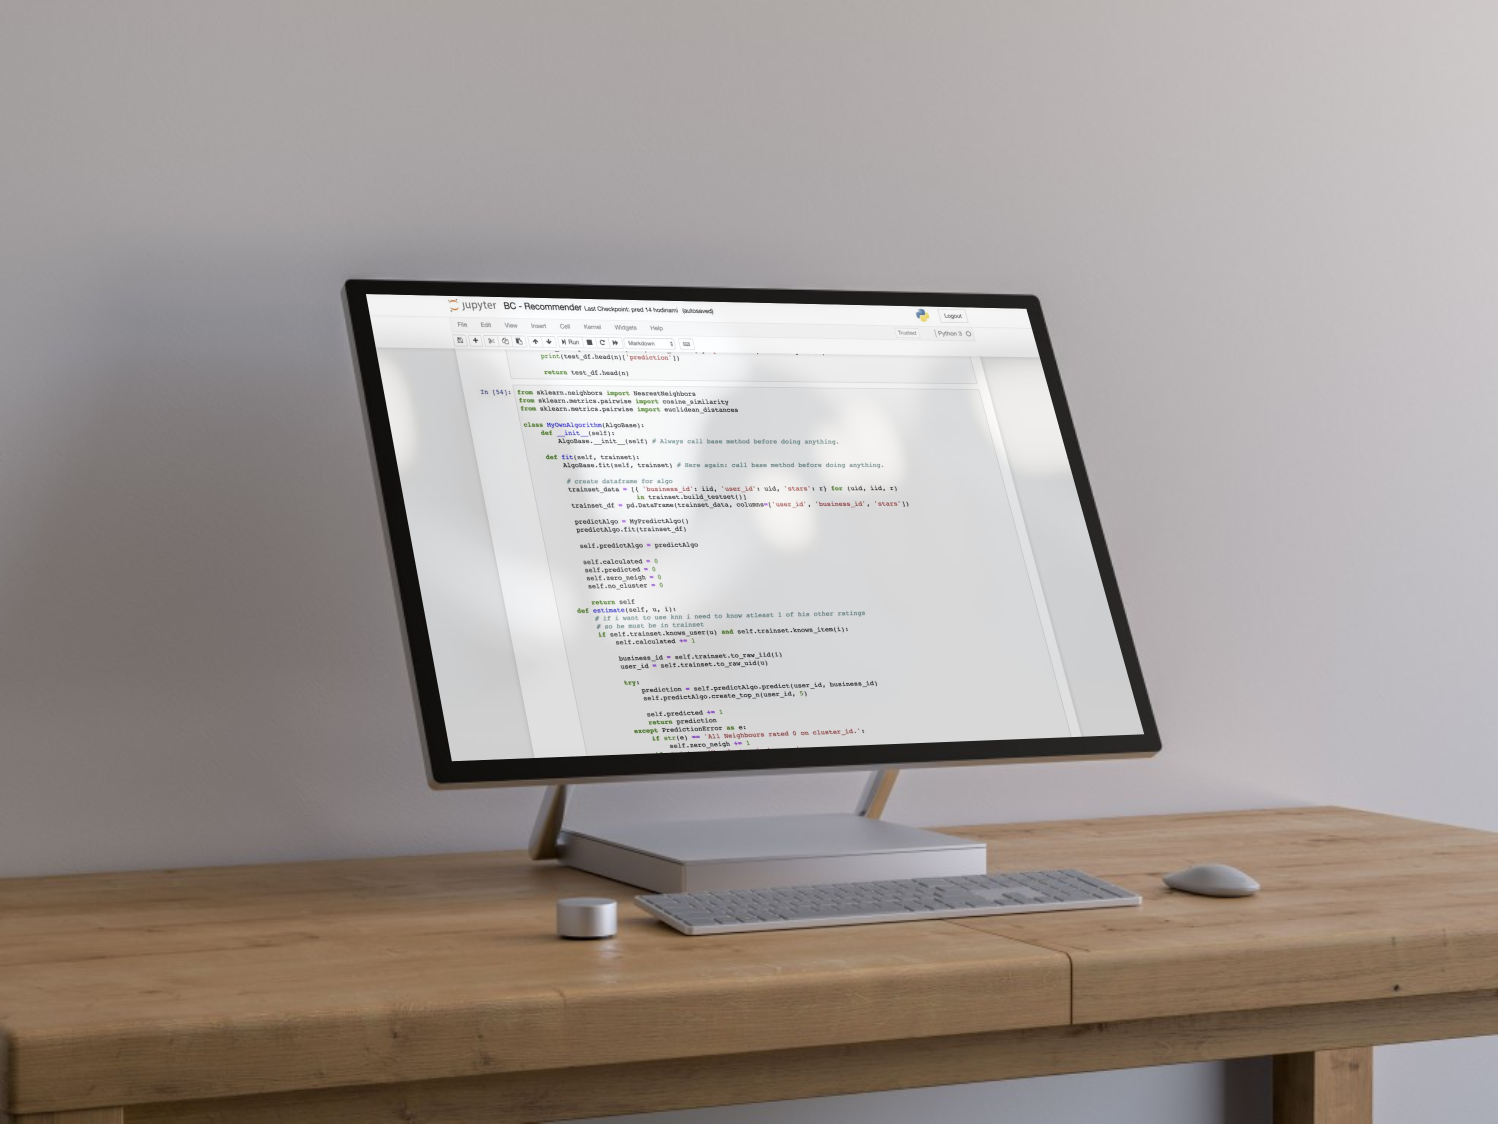 jupyter BC - Recommender Last Checkpoint: pred 14 hodinami (autosaved)
Logout
File Edit View Insert Cell Kernel Widgets Help
Trusted Python 3
Run Markdown
print(test_df.head(n)['prediction'])
return test_df.head(n)
In [54]:
from sklearn.neighbors import NearestNeighbors
from sklearn.metrics.pairwise import cosine_similarity
from sklearn.metrics.pairwise import euclidean_distances
class MyOwnAlgorithm(AlgoBase):
def __init__(self):
AlgoBase.__init__(self) # Always call base method before doing anything.
def fit(self, trainset):
AlgoBase.fit(self, trainset) # Here again: call base method before doing anything.
# create dataframe for algo
trainset_data = [{ 'business_id': iid, 'user_id': uid, 'stars': r} for (uid, iid, r)
in trainset.build_testset()]
trainset_df = pd.DataFrame(trainset_data, columns=['user_id', 'business_id', 'stars'])
predictAlgo = MyPredictAlgo()
predictAlgo.fit(trainset_df)
self.predictAlgo = predictAlgo
self.calculated = 0
self.predicted = 0
self.zero_neigh = 0
self.no_cluster = 0
return self
def estimate(self, u, i):
# if i want to use knn i need to know atleast 1 of his other ratings
# so he must be in trainset
if self.trainset.knows_user(u) and self.trainset.knows_item(i):
self.calculated += 1
business_id = self.trainset.to_raw_iid(i)
user_id = self.trainset.to_raw_uid(u)
try:
prediction = self.predictAlgo.predict(user_id, business_id)
self.predictAlgo.create_top_n(user_id, 5)
self.predicted += 1
return prediction
except PredictionError as e:
if str(e) == 'All Neighbours rated 0 on cluster_id.':
self.zero_neigh += 1